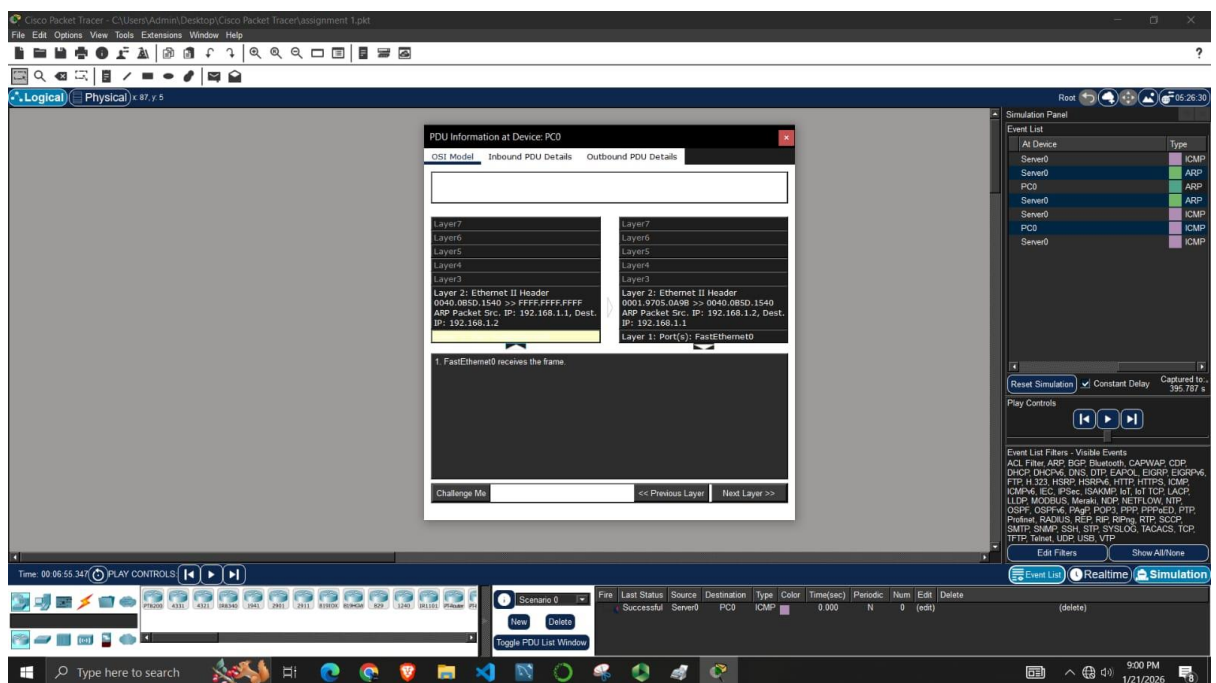 Cisco Packet Tracer - C:\Users\Admin\Desktop\Cisco Packet Tracer\assignment 1.pkt
File Edit Options View Tools Extensions Window Help
?
Logical Physical x: 87, y: 5
Root 05:26:30
PDU Information at Device: PC0
OSI Model Inbound PDU Details Outbound PDU Details
Layer7
Layer6
Layer5
Layer4
Layer3
Layer 2: Ethernet II Header
0040.0B5D.1540 >> FFFF.FFFF.FFFF
ARP Packet Src. IP: 192.168.1.1, Dest.
IP: 192.168.1.2
Layer7
Layer6
Layer5
Layer4
Layer3
Layer 2: Ethernet II Header
0001.9705.0A9B >> 0040.0B5D.1540
ARP Packet Src. IP: 192.168.1.2, Dest.
IP: 192.168.1.1
Layer 1: Port(s): FastEthernet0
1. FastEthernet0 receives the frame.
Challenge Me << Previous Layer Next Layer >>
Simulation Panel
Event List
At Device Type
Server0 ICMP
Server0 ARP
PC0 ARP
Server0 ARP
Server0 ICMP
PC0 ICMP
Server0 ICMP
Reset Simulation Constant Delay Captured to:
395.787 s
Play Controls
Event List Filters - Visible Events
ACL Filter, ARP, BGP, Bluetooth, CAPWAP, CDP,
DHCP, DHCPv6, DNS, DTP, EAPOL, EIGRP, EIGRPv6,
FTP, H.323, HSRP, HSRPv6, HTTP, HTTPS, ICMP,
ICMPv6, IEC, IPSec, ISAKMP, IoT, IoT TCP, LACP,
LLDP, MODBUS, Meraki, NDP, NETFLOW, NTP,
OSPF, OSPFv6, PAgP, POP3, PPP, PPPoED, PTP,
Profinet, RADIUS, REP, RIP, RIPng, RTP, SCCP,
SMTP, SNMP, SSH, STP, SYSLOG, TACACS, TCP,
TFTP, Telnet, UDP, USB, VTP
Edit Filters Show All/None
Time: 00:06:55.347 PLAY CONTROLS:
Event List Realtime Simulation
4331 4321 IR8340 1941 2901 2911 819IOX 819HGW 829 1240 IR1101
Scenario 0
New Delete
Toggle PDU List Window
Fire Last Status Source Destination Type Color Time(sec) Periodic Num Edit Delete
Successful Server0 PC0 ICMP 0.000 N 0 (edit) (delete)
Type here to search
9:00 PM
1/21/2026
8